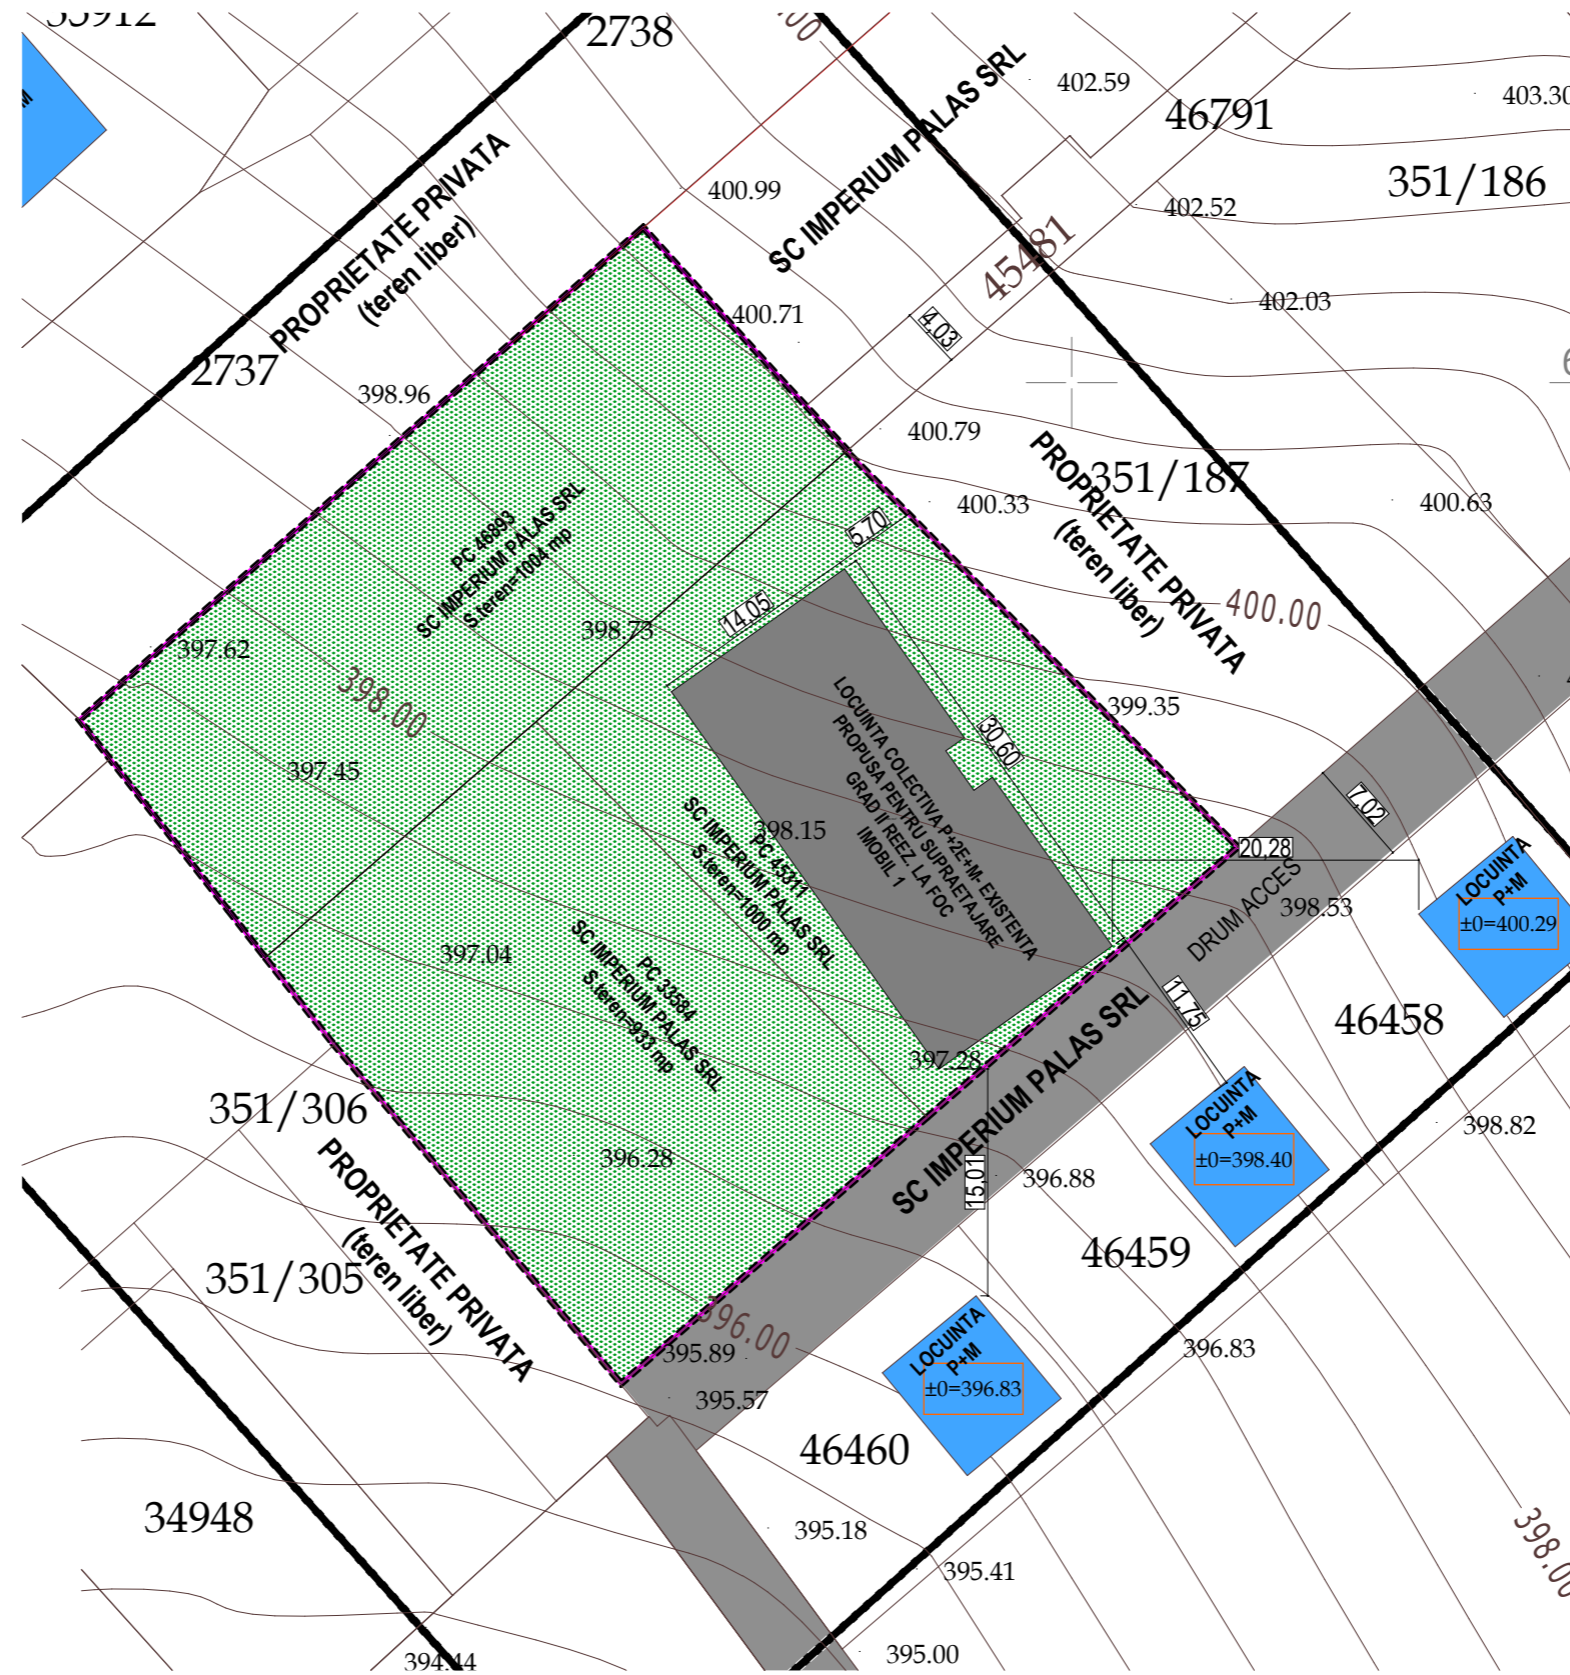 2738
402.59
403.30
46791
SC IMPERIUM PALAS SRL
351/186
400.99
402.52
PROPRIETATE PRIVATA
(teren liber)
45481
402.03
400.71
4,03
2737
398.96
400.79
PROPRIETATE PRIVATA
(teren liber)
351/187
400.33
400.63
5,70
PC 46893
SC IMPERIUM PALAS SRL
S.teren=1004 mp
14,05
398.73
400.00
397.62
398.00
399.35
397.45
30,60
LOCUINTA COLECTIVA P+2E+M- EXISTENTA
PROPUSA PENTRU SUPRAETAJARE
GRAD II REEZ. LA FOC
IMOBIL 1
7,02
398.15
PC 45311
SC IMPERIUM PALAS SRL
S.teren=1000 mp
20,28
DRUM ACCES
398.53
LOCUINTA
P+M
±0=400.29
397.04
PC 33584
SC IMPERIUM PALAS SRL
S.teren=933 mp
11,75
46458
397.28
SC IMPERIUM PALAS SRL
351/306
LOCUINTA
P+M
±0=398.40
398.82
396.28
15,01
396.88
PROPRIETATE PRIVATA
(teren liber)
46459
351/305
396.00
395.89
LOCUINTA
P+M
±0=396.83
396.83
395.57
46460
34948
395.18
398.00
395.41
395.00
394.44